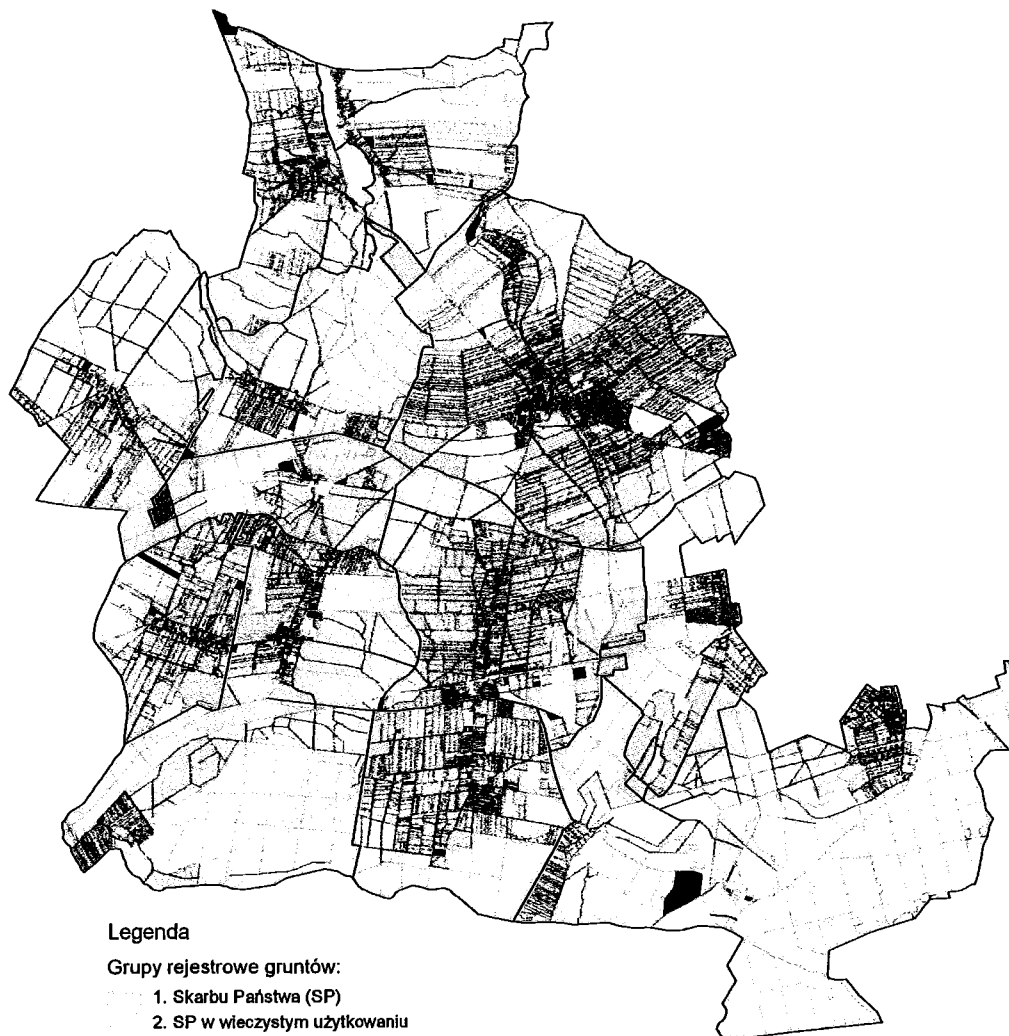 Legenda
Grupy rejestrowe gruntów:
1. Skarbu Państwa (SP)
2. SP w wieczystym użytkowaniu